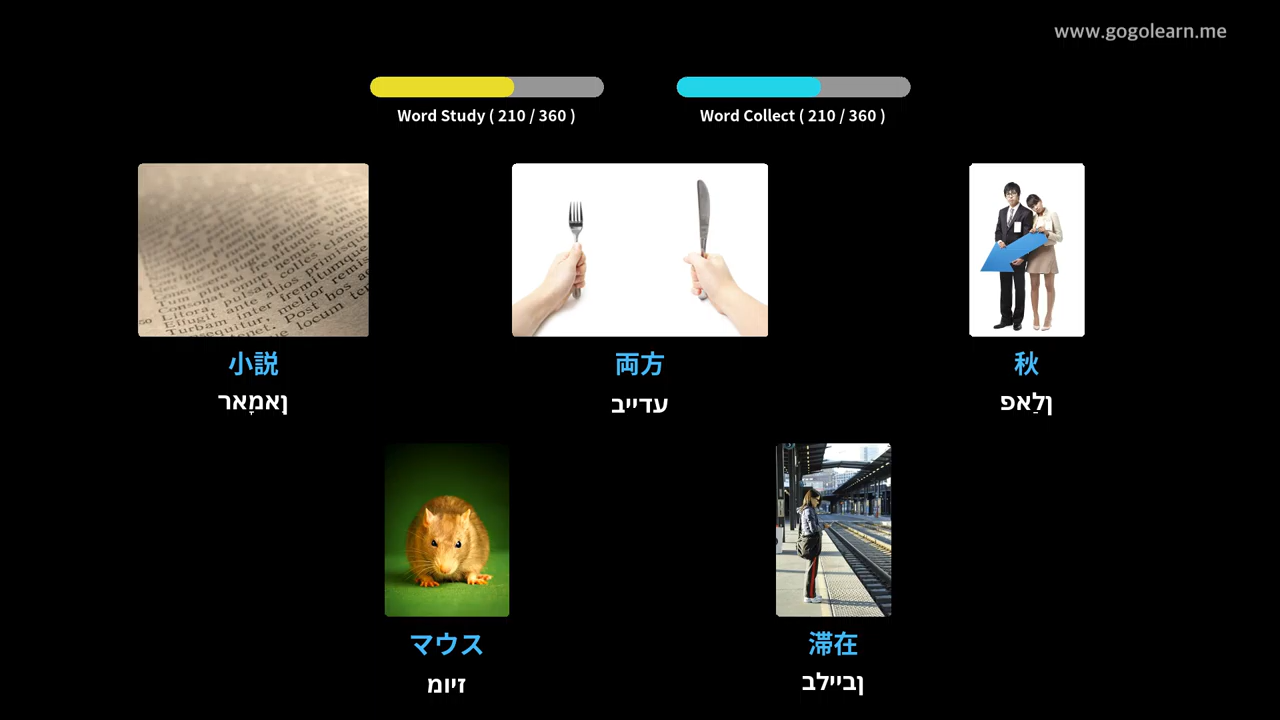 www.gogolearn.me
Word Study ( 210 / 360 )
Word Collect ( 210 / 360 )
小説
ןָאמָאר
両方
עדייב
秋
ןלַאפ
マウス
זיומ
滞在
ןביילב